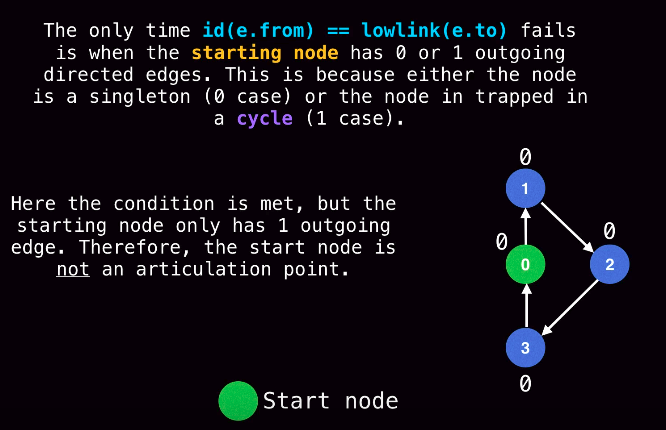 The only time id(e.from) == lowlink(e.to) fails
is when the starting node has 0 or 1 outgoing
directed edges. This is because either the node
is a singleton (0 case) or the node in trapped in
a cycle (1 case).
Here the condition is met, but the
starting node only has 1 outgoing
edge. Therefore, the start node is
not an articulation point.
0
1
0
0
0
2
3
0
Start node